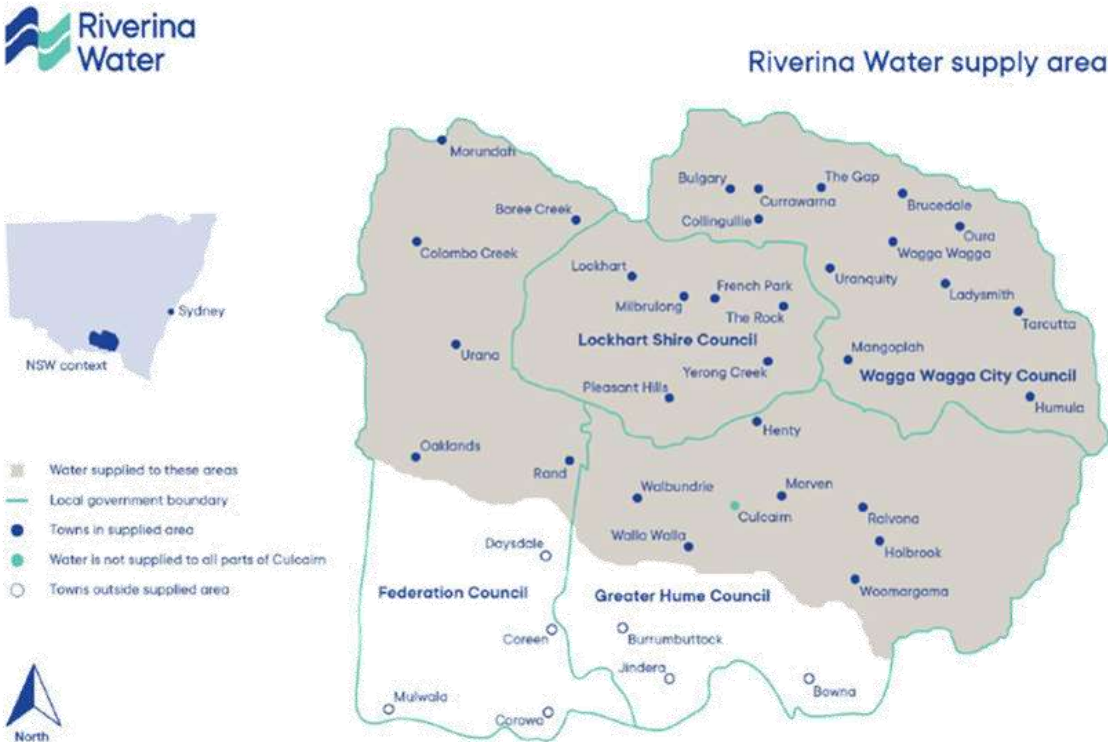 Riverina
Water
Riverina Water supply area
Morundah
Bulgary
The Gap
Currawarna
Brucedale
Boree Creek
Collingullie
Oura
Colombo Creek
Wagga Wagga
Lockhart
Uranquity
French Park
Ladysmith
Milbrulong
The Rock
Sydney
Tarcutta
Lockhart Shire Council
Urana
Mangoplah
NSW context
Yerong Creek
Wagga Wagga City Council
Pleasant Hills
Humula
Henty
Oaklands
Water supplied to these areas
Rand
Local government boundary
Walbundrie
Morven
Culcairn
Ralvona
Towns in supplied area
Walla Walla
Daysdale
Holbrook
Water is not supplied to all parts of Culcairn
Towns outside supplied area
Federation Council
Greater Hume Council
Woomargama
Coreen
Burrumbuttock
Jindera
Mulwala
Bowna
Corowa
North